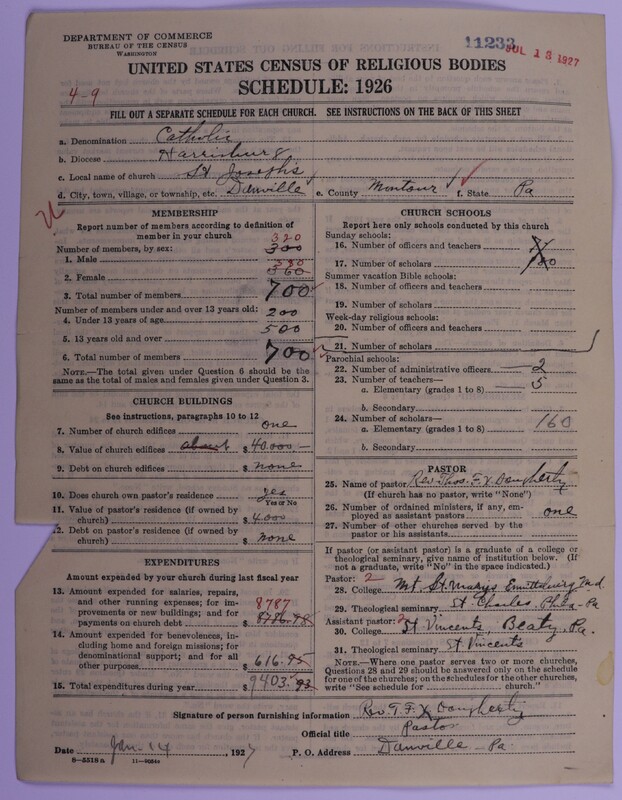 DEPARTMENT OF COMMERCE
BUREAU OF THE CENSUS
WASHINGTON
11233
JUL 13 1927
UNITED STATES CENSUS OF RELIGIOUS BODIES
SCHEDULE: 1926
4-9
FILL OUT A SEPARATE SCHEDULE FOR EACH CHURCH. SEE INSTRUCTIONS ON THE BACK OF THIS SHEET
a. Denomination Catholic
b. Diocese Harrisburg
c. Local name of church St Joseph's
d. City, town, village, or township, etc. Danville e. County Montour f. State Pa
MEMBERSHIP
Report number of members according to definition of
member in your church
Number of members, by sex: 320
1. Male 300
380
2. Female 360
3. Total number of members 700
Number of members under and over 13 years old:
4. Under 13 years of age 200
5. 13 years old and over 500
6. Total number of members 700
NOTE.—The total given under Question 6 should be the
same as the total of males and females given under Question 3.
CHURCH BUILDINGS
See instructions, paragraphs 10 to 12
7. Number of church edifices one
8. Value of church edifices about $ 40.000 —
9. Debt on church edifices $ none
10. Does church own pastor's residence yes
Yes or No
11. Value of pastor's residence (if owned by
church) $ 4.000
12. Debt on pastor's residence (if owned by
church) $ none
EXPENDITURES
Amount expended by your church during last fiscal year
13. Amount expended for salaries, repairs,
and other running expenses; for im-
provements or new buildings; and for 8787
payments on church debt $ 8786.98
14. Amount expended for benevolences,
including home and foreign missions; for
denominational support; and for all
other purposes $ 616.95
15. Total expenditures during year $ 9403.93
CHURCH SCHOOLS
Report here only schools conducted by this church
Sunday schools:
16. Number of officers and teachers
17. Number of scholars
Summer vacation Bible schools:
18. Number of officers and teachers
19. Number of scholars
Week-day religious schools:
20. Number of officers and teachers
21. Number of scholars
Parochial schools:
22. Number of administrative officers 2
23. Number of teachers—
a. Elementary (grades 1 to 8) 5
b. Secondary
24. Number of scholars—
a. Elementary (grades 1 to 8) 160
b. Secondary
PASTOR
25. Name of pastor Rev Thos. F. X. Dougherty
(If church has no pastor, write "None")
26. Number of ordained ministers, if any, em-
ployed as assistant pastors one
27. Number of other churches served by the
pastor or his assistants
If pastor (or assistant pastor) is a graduate of a college or
theological seminary, give name of institution below. (If
not a graduate, write "No" in the space indicated.)
Pastor: 2
28. College Mt St. Marys Emittsburg Md
29. Theological seminary St Charles, Phila - Pa
Assistant pastor: 2
30. College St Vincents Beatty, Pa.
31. Theological seminary St Vincents
NOTE.—Where one pastor serves two or more churches,
Questions 28 and 29 should be answered only on the schedule
for one of the churches; on the schedules for the other churches,
write "See schedule for church."
Signature of person furnishing information Rev T. F. X Dougherty
Official title Pastor
Date Jan. 14, 1927 P. O. Address Danville Pa.
8—5518 a